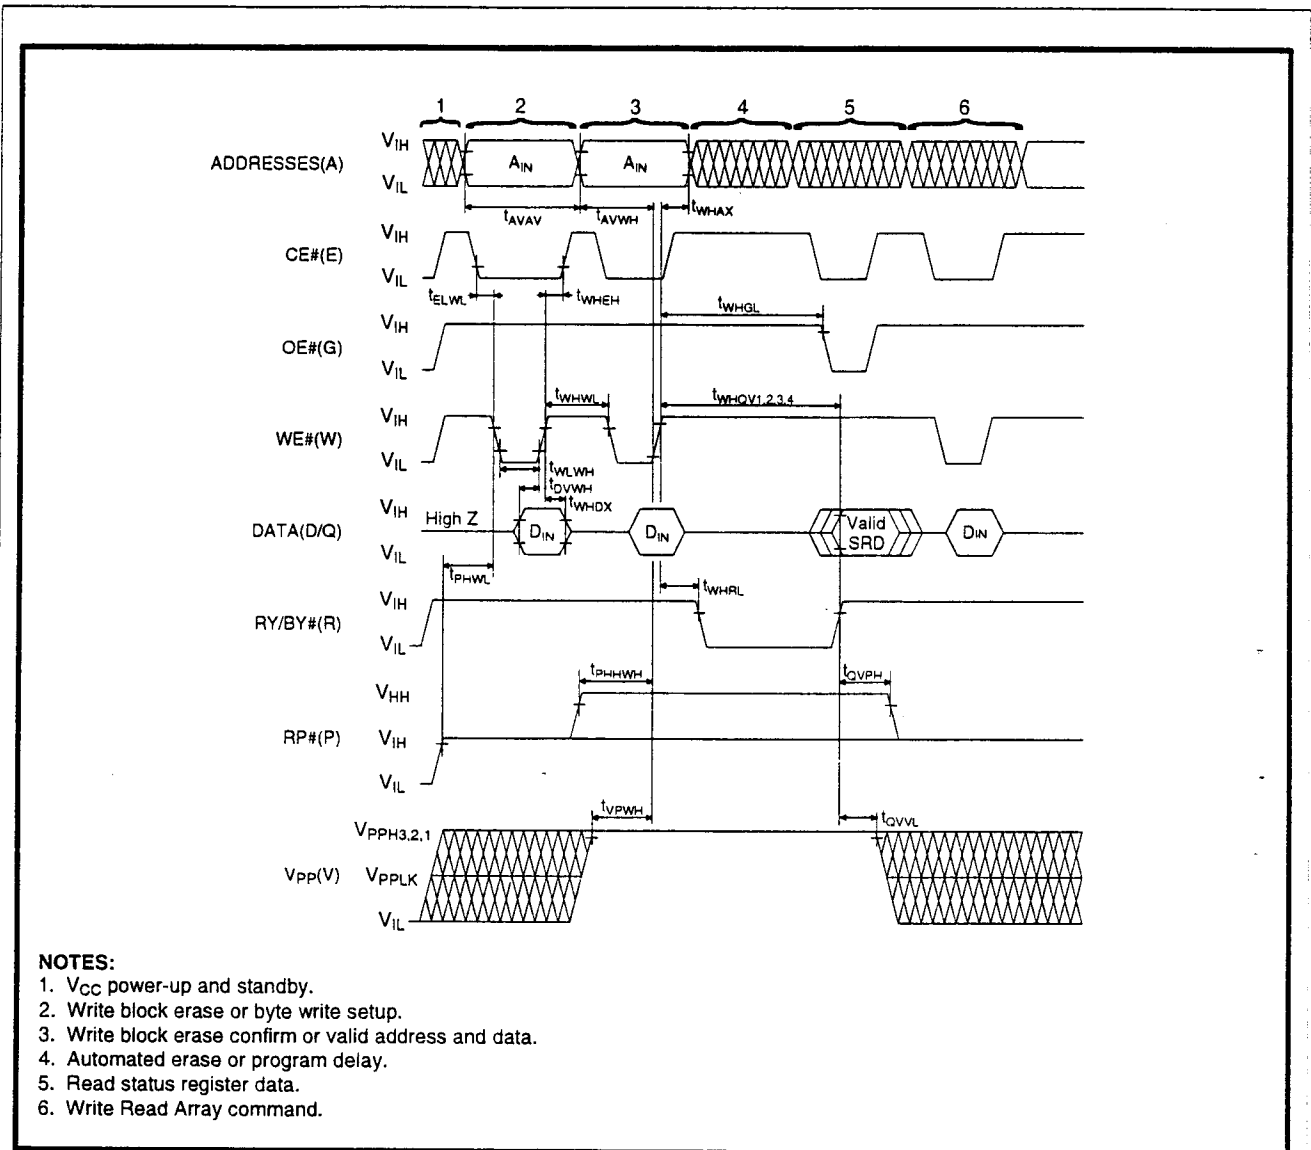 1 2 3 4 5 6
ADDRESSES(A) VIH VIL AIN AIN
tAVAV tAVWH tWHAX
CE#(E) VIH VIL
tELWL tWHEH
tWHGL
OE#(G) VIH VIL
tWHWL tWHQV1,2,3,4
WE#(W) VIH VIL
tWLWH
tDVWH
tWHDX
DATA(D/Q) VIH VIL High Z DIN DIN Valid SRD DIN
tPHWL
tWHRL
RY/BY#(R) VIH VIL
tPHHWH tQVPH
RP#(P) VHH VIH VIL
tVPWH tQVVL
VPP(V) VPPH3,2,1 VPPLK VIL
NOTES:
1. VCC power-up and standby.
2. Write block erase or byte write setup.
3. Write block erase confirm or valid address and data.
4. Automated erase or program delay.
5. Read status register data.
6. Write Read Array command.